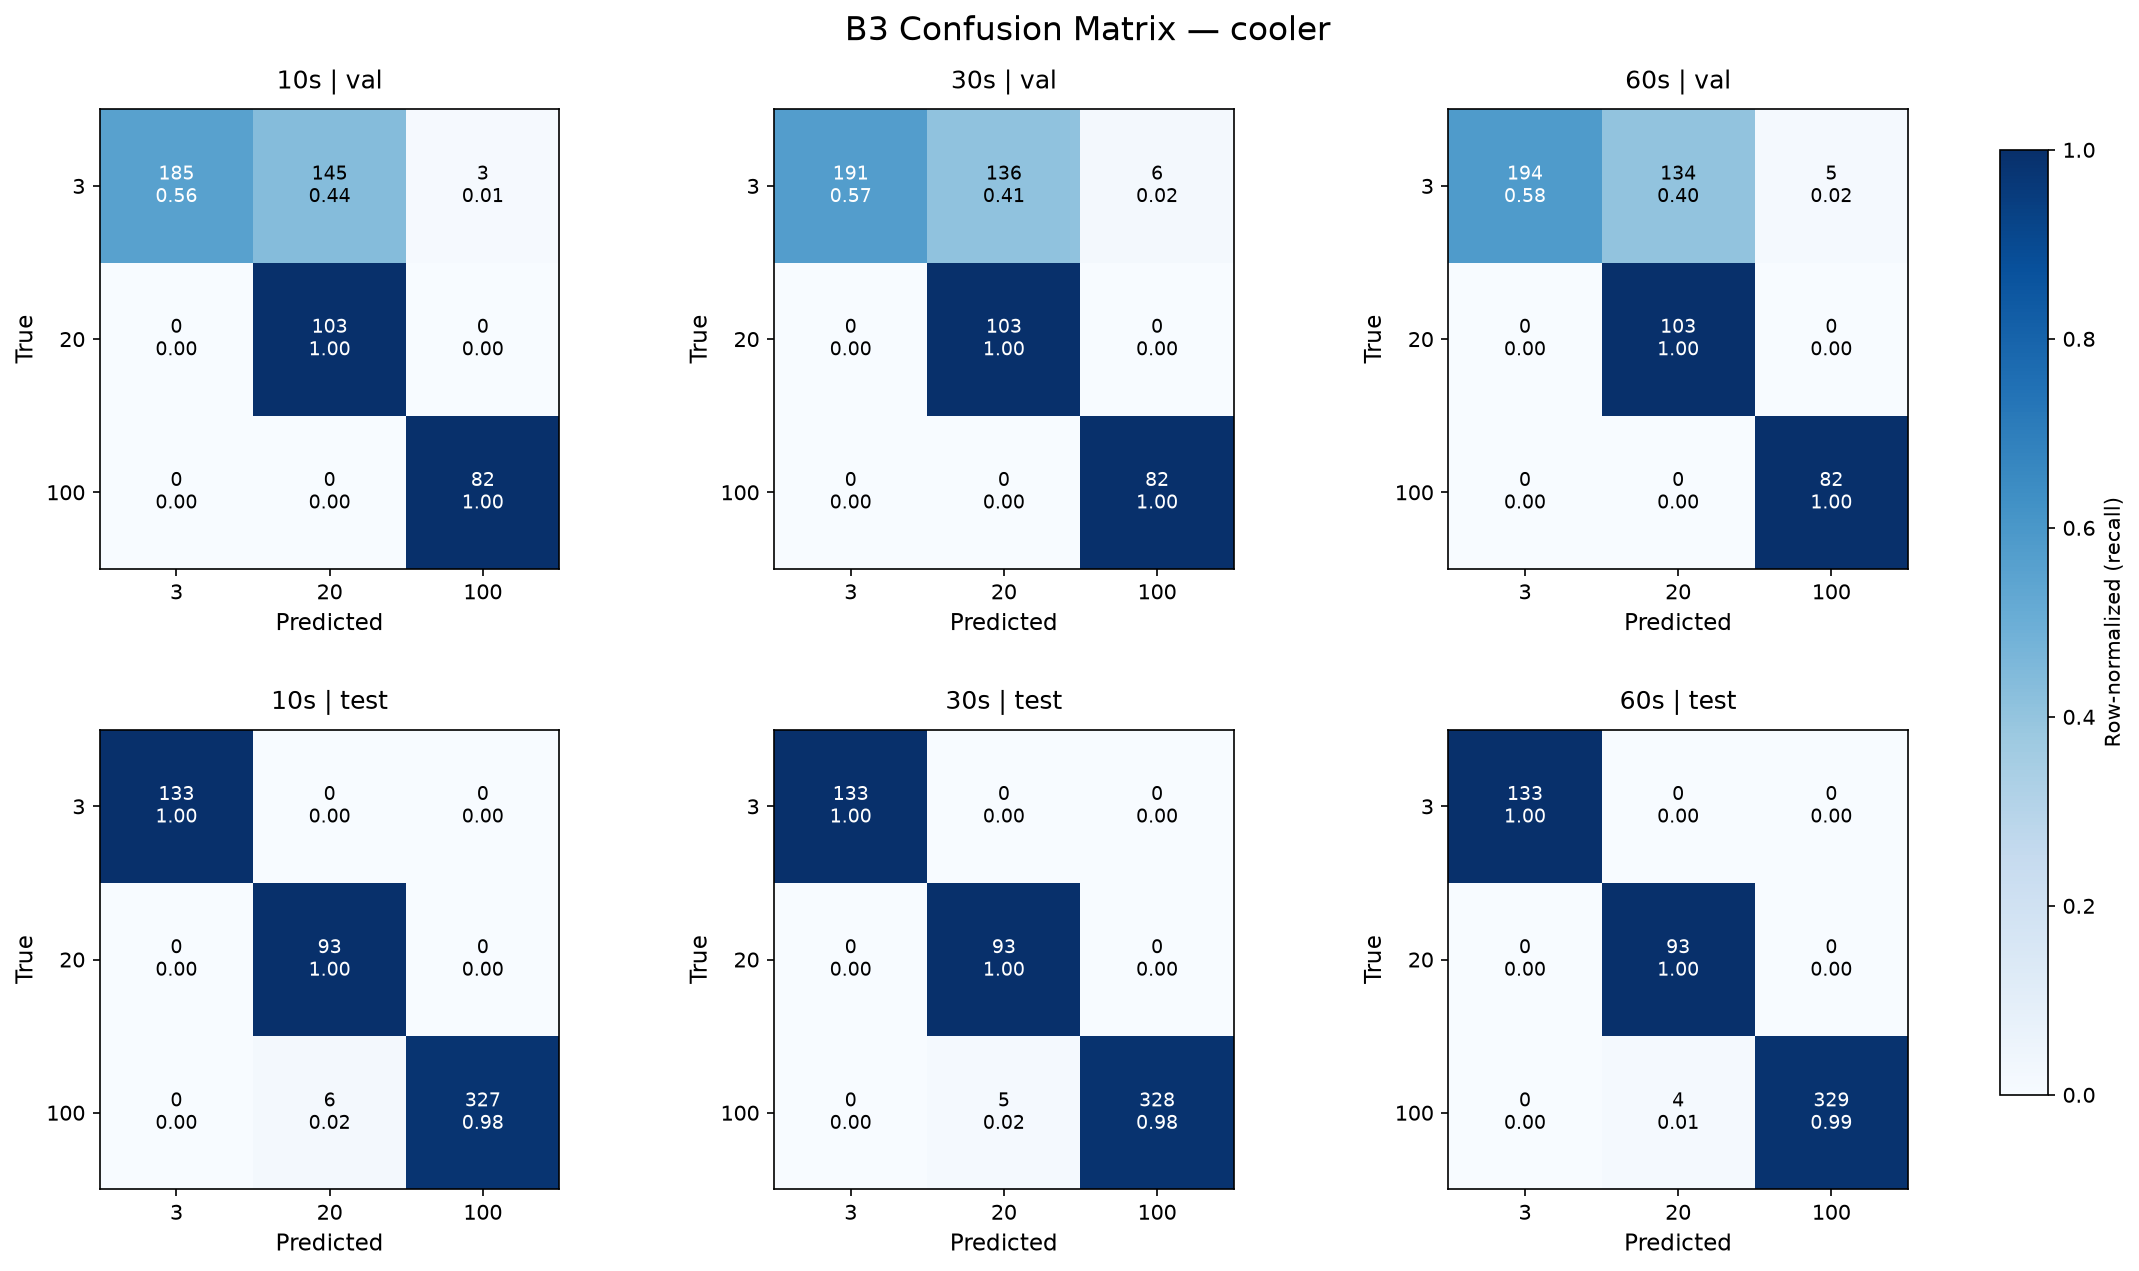 B3 Confusion Matrix — cooler
10s | val
30s | val
60s | val
185 145 3
0.56 0.44 0.01
0 103 0
0.00 1.00 0.00
0 0 82
0.00 0.00 1.00
3
20
100
True
3 20 100
Predicted
191 136 6
0.57 0.41 0.02
0 103 0
0.00 1.00 0.00
0 0 82
0.00 0.00 1.00
3
20
100
True
3 20 100
Predicted
194 134 5
0.58 0.40 0.02
0 103 0
0.00 1.00 0.00
0 0 82
0.00 0.00 1.00
3
20
100
True
3 20 100
Predicted
10s | test
30s | test
60s | test
133 0 0
1.00 0.00 0.00
0 93 0
0.00 1.00 0.00
0 6 327
0.00 0.02 0.98
3
20
100
True
3 20 100
Predicted
133 0 0
1.00 0.00 0.00
0 93 0
0.00 1.00 0.00
0 5 328
0.00 0.02 0.98
3
20
100
True
3 20 100
Predicted
133 0 0
1.00 0.00 0.00
0 93 0
0.00 1.00 0.00
0 4 329
0.00 0.01 0.99
3
20
100
True
3 20 100
Predicted
1.0
0.8
0.6
0.4
0.2
0.0
Row-normalized (recall)